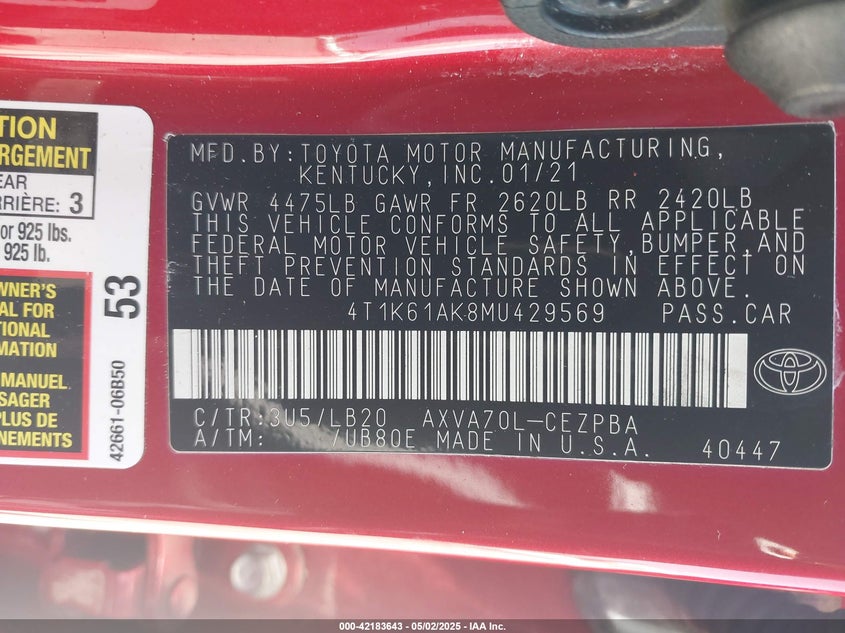 TION
RGEMENT
EAR
RRIÈRE: 3
or 925 lbs.
925 lb.
WNER'S
AL FOR
TIONAL
MATION
MANUEL
SAGER
PLUS
NEMENTS
53
42661-06B50
MFD.BY:TOYOTA MOTOR MANUFACTURING,
KENTUCKY,INC.01/21
GVWR 4475LB GAWR FR 2620LB RR 2420LB
THIS VEHICLE CONFORMS TO ALL APPLICABLE
FEDERAL MOTOR VEHICLE SAFETY,BUMPER,AND
THEFT PREVENTION STANDARDS IN EFFECT ON
THE DATE OF MANUFACTURE SHOWN ABOVE.
4T1K61AK8MU429569 PASS.CAR
C/TR:3U5/LB20 AXVA70L-CEZPBA
A/TM: /UB80E MADE IN U.S.A. 40447
000-42183643 - 05/02/2025 - IAA Inc.